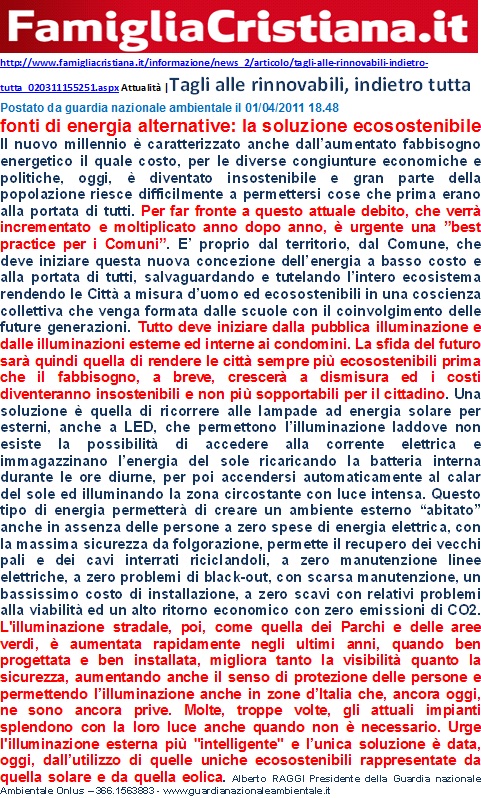 FamigliaCristiana.it
http://www.famigliacristiana.it/informazione/news_2/articolo/tagli-alle-rinnovabili-indietro-
tutta_020311155251.aspx Attualità |Tagli alle rinnovabili, indietro tutta
Postato da guardia nazionale ambientale il 01/04/2011 18.48
fonti di energia alternative: la soluzione ecosostenibile
Il nuovo millennio è caratterizzato anche dall'aumentato fabbisogno
energetico il quale costo, per le diverse congiunture economiche e
politiche, oggi, è diventato insostenibile e gran parte della
popolazione riesce difficilmente a permettersi cose che prima erano
alla portata di tutti. Per far fronte a questo attuale debito, che verrà
incrementato e moltiplicato anno dopo anno, è urgente una "best
practice per i Comuni". E' proprio dal territorio, dal Comune, che
deve iniziare questa nuova concezione dell'energia a basso costo e
alla portata di tutti, salvaguardando e tutelando l'intero ecosistema
rendendo le Città a misura d'uomo ed ecosostenibili in una coscienza
collettiva che venga formata dalle scuole con il coinvolgimento delle
future generazioni. Tutto deve iniziare dalla pubblica illuminazione e
dalle illuminazioni esterne ed interne ai condomini. La sfida del futuro
sarà quindi quella di rendere le città sempre più ecosostenibili prima
che il fabbisogno, a breve, crescerà a dismisura ed i costi
diventeranno insostenibili e non più sopportabili per il cittadino. Una
soluzione è quella di ricorrere alle lampade ad energia solare per
esterni, anche a LED, che permettono l'illuminazione laddove non
esiste la possibilità di accedere alla corrente elettrica e
immagazzinano l'energia del sole ricaricando la batteria interna
durante le ore diurne, per poi accendersi automaticamente al calar
del sole ed illuminando la zona circostante con luce intensa. Questo
tipo di energia permetterà di creare un ambiente esterno "abitato"
anche in assenza delle persone a zero spese di energia elettrica, con
la massima sicurezza da folgorazione, permette il recupero dei vecchi
pali e dei cavi interrati riciclandoli, a zero manutenzione linee
elettriche, a zero problemi di black-out, con scarsa manutenzione, un
bassissimo costo di installazione, a zero scavi con relativi problemi
alla viabilità ed un alto ritorno economico con zero emissioni di CO2.
L'illuminazione stradale, poi, come quella dei Parchi e delle aree
verdi, è aumentata rapidamente negli ultimi anni, quando ben
progettata e ben installata, migliora tanto la visibilità quanto la
sicurezza, aumentando anche il senso di protezione delle persone e
permettendo l'illuminazione anche in zone d'Italia che, ancora oggi,
ne sono ancora prive. Molte, troppe volte, gli attuali impianti
splendono con la loro luce anche quando non è necessario. Urge
l'illuminazione esterna più "intelligente" e l'unica soluzione è data,
oggi, dall'utilizzo di quelle uniche ecosostenibili rappresentate da
quella solare e da quella eolica. Alberto RAGGI Presidente della Guardia nazionale
Ambientale Onlus – 366.1563883 - www.guardianazionaleambientale.it